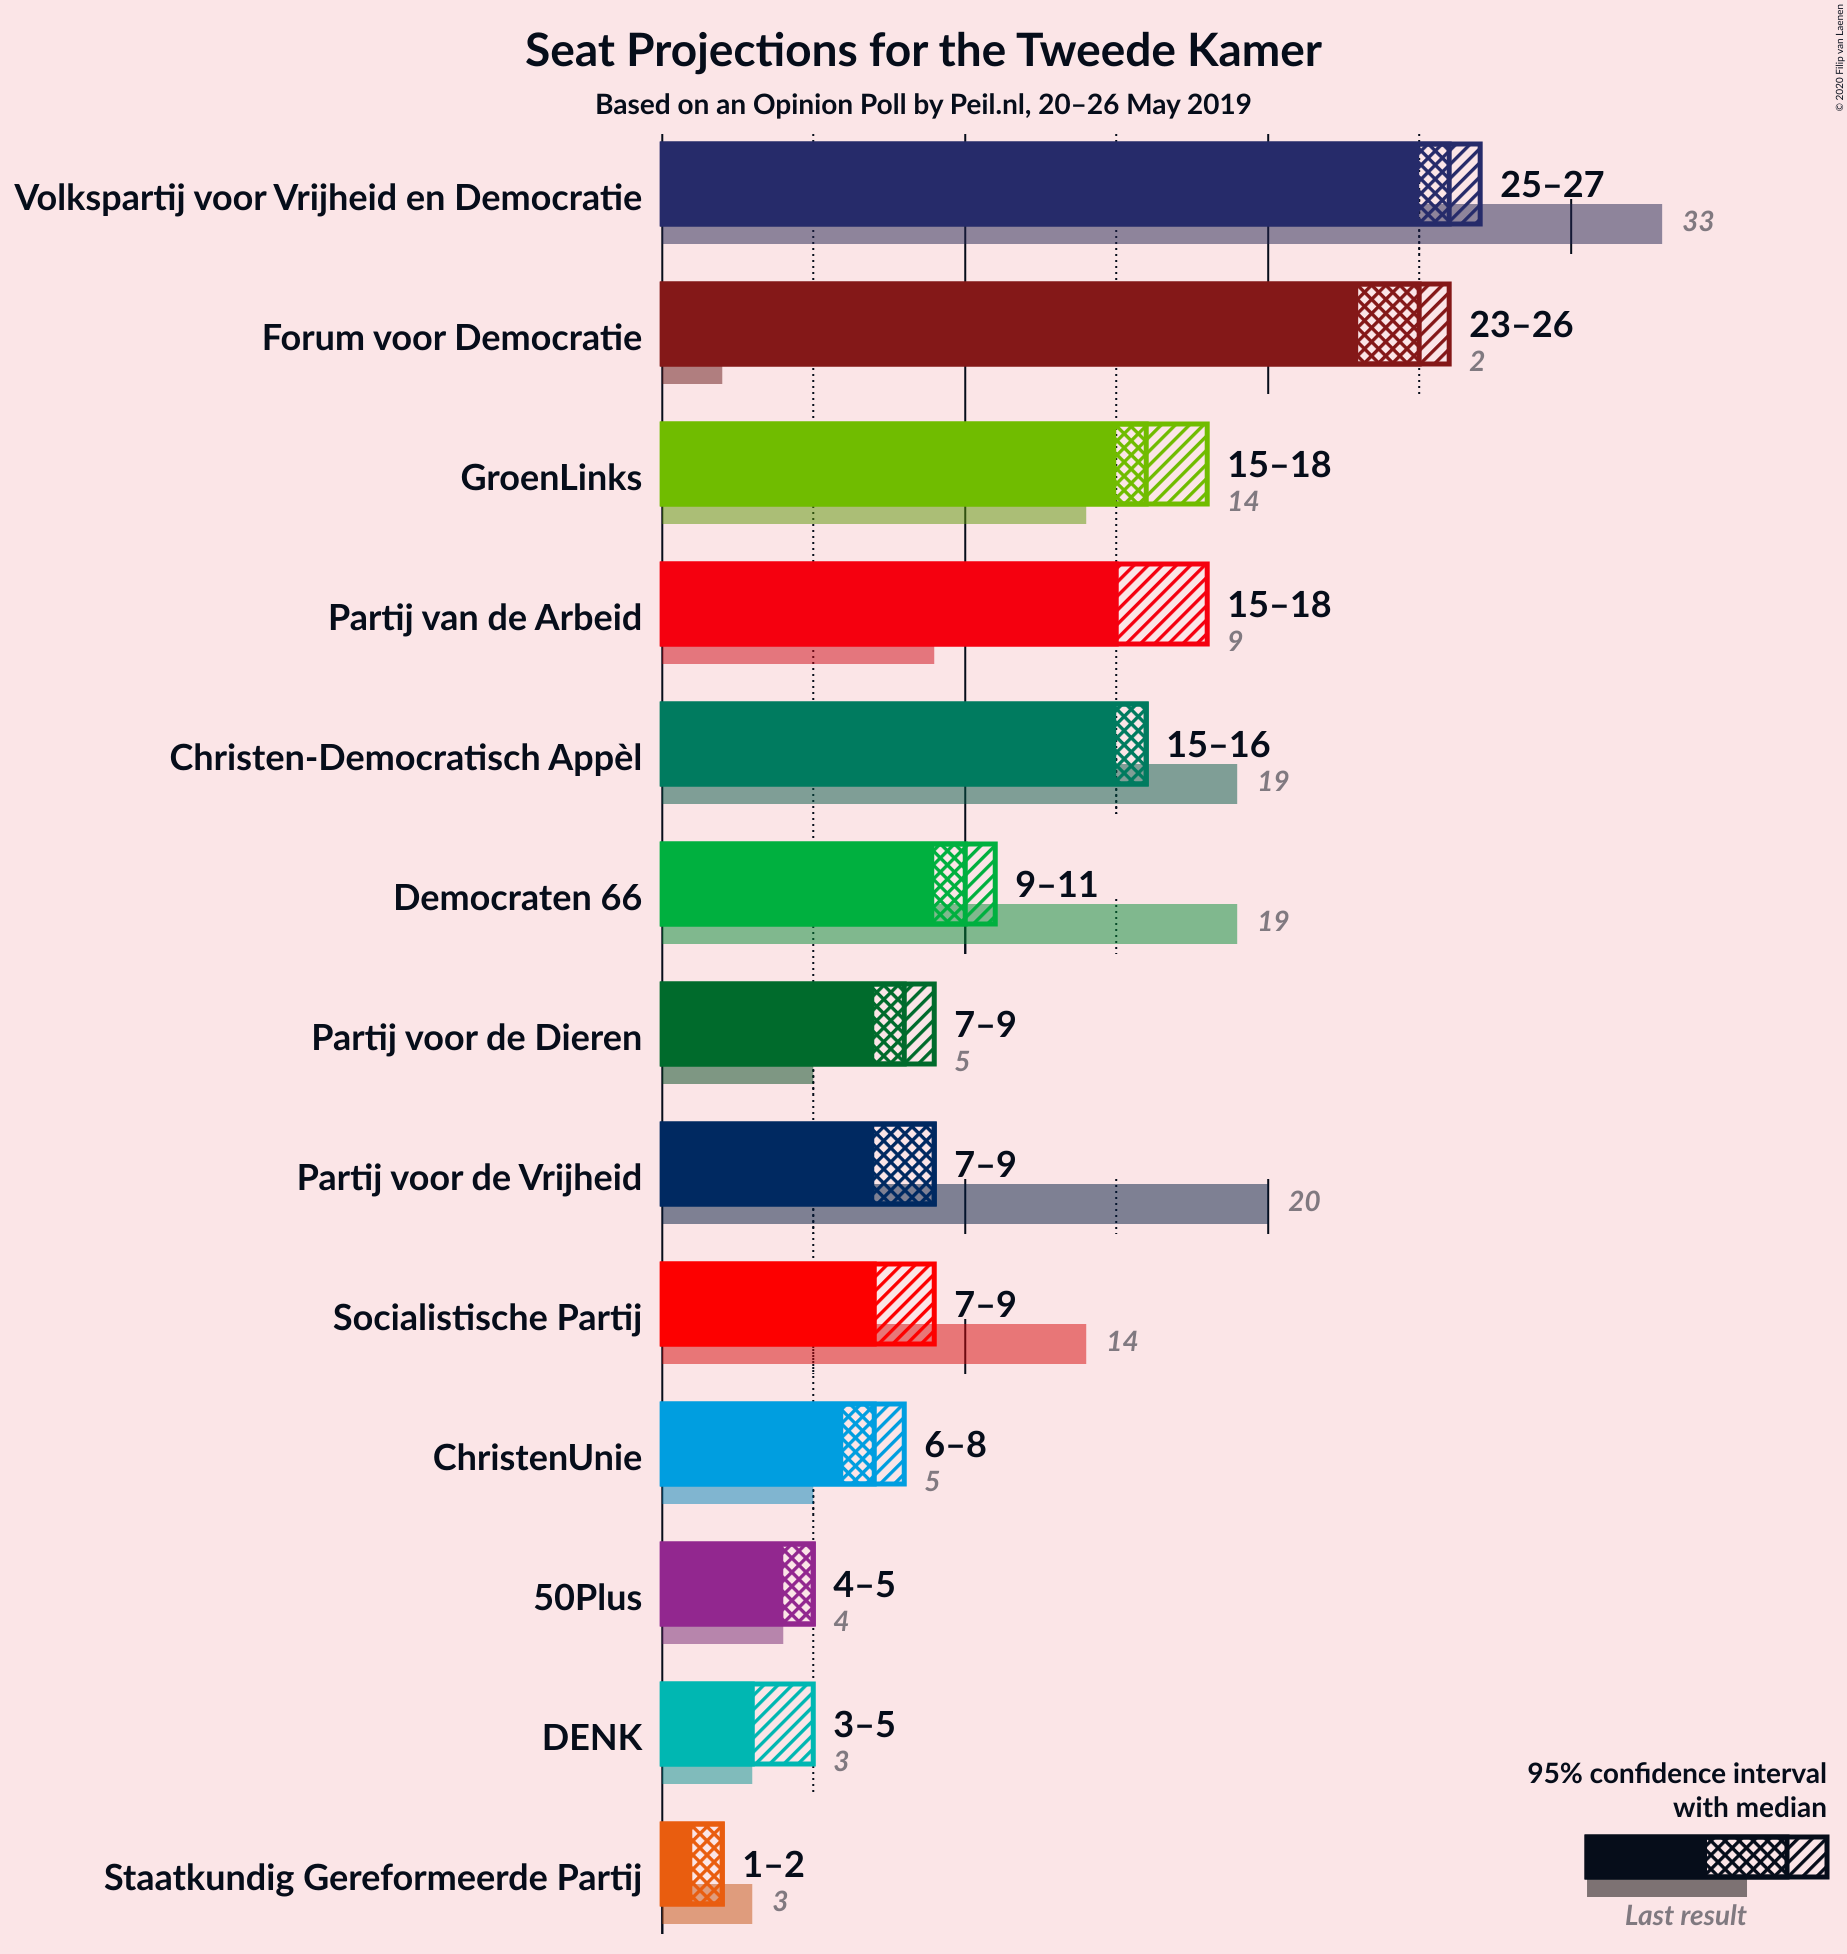 Seat Projections for the Tweede Kamer
Based on an Opinion Poll by Peil.nl, 20–26 May 2019
© 2020 Filip van Laenen
Volkspartij voor Vrijheid en Democratie
25–27
33
Forum voor Democratie
23–26
2
GroenLinks
15–18
14
Partij van de Arbeid
15–18
9
Christen-Democratisch Appèl
15–16
19
Democraten 66
9–11
19
Partij voor de Dieren
7–9
5
Partij voor de Vrijheid
7–9
20
Socialistische Partij
7–9
14
ChristenUnie
6–8
5
50Plus
4–5
4
DENK
3–5
3
Staatkundig Gereformeerde Partij
1–2
3
95% confidence interval
with median
Last result